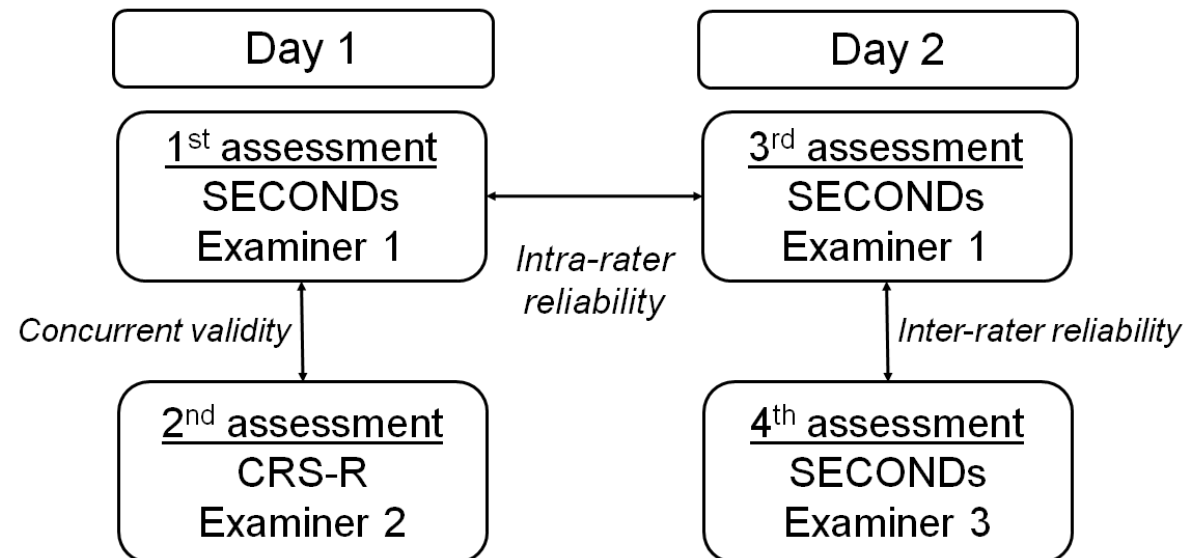 Day 1
Day 2
1st assessment
SECONDs
Examiner 1
3rd assessment
SECONDs
Examiner 1
Intra-rater
reliability
Concurrent validity
Inter-rater reliability
2nd assessment
CRS-R
Examiner 2
4th assessment
SECONDs
Examiner 3